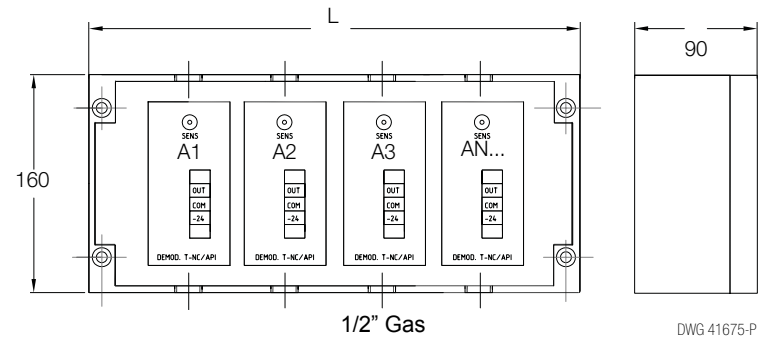 L
90
160
SENS SENS SENS SENS
A1 A2 A3 AN...
OUT OUT OUT OUT
COM COM COM COM
-24 -24 -24 -24
DEMOD. T-NC/API DEMOD. T-NC/API DEMOD. T-NC/API DEMOD. T-NC/API
1/2” Gas
DWG 41675-P